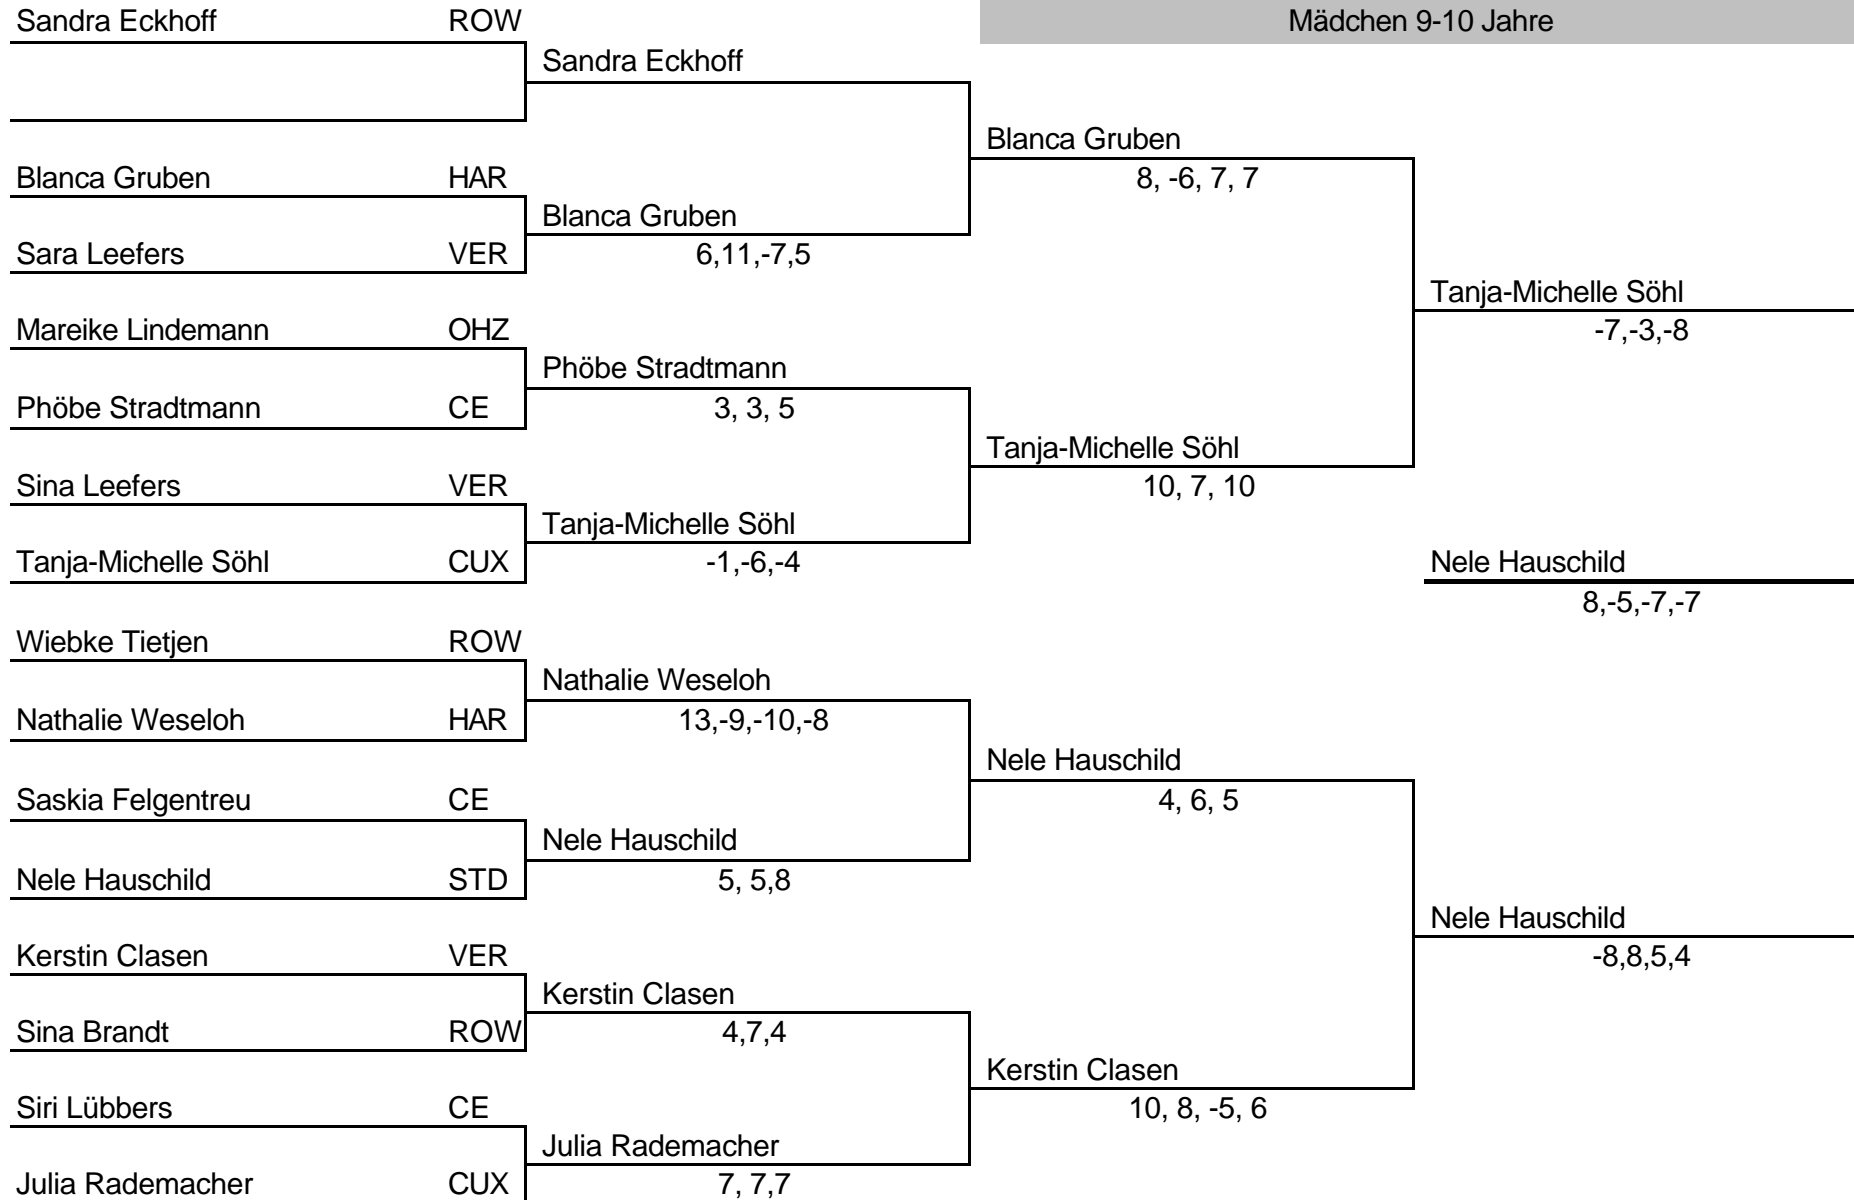 Sandra Eckhoff ROW
Mädchen 9-10 Jahre
Sandra Eckhoff
Blanca Gruben
Blanca Gruben HAR
8, -6, 7, 7
Blanca Gruben
Sara Leefers VER
6,11,-7,5
Tanja-Michelle Söhl
Mareike Lindemann OHZ
-7,-3,-8
Phöbe Stradtmann
Phöbe Stradtmann CE
3, 3, 5
Tanja-Michelle Söhl
Sina Leefers VER
10, 7, 10
Tanja-Michelle Söhl
Tanja-Michelle Söhl CUX
-1,-6,-4
Nele Hauschild
8,-5,-7,-7
Wiebke Tietjen ROW
Nathalie Weseloh
Nathalie Weseloh HAR
13,-9,-10,-8
Nele Hauschild
Saskia Felgentreu CE
4, 6, 5
Nele Hauschild
Nele Hauschild STD
5, 5,8
Nele Hauschild
Kerstin Clasen VER
-8,8,5,4
Kerstin Clasen
Sina Brandt ROW
4,7,4
Kerstin Clasen
Siri Lübbers CE
10, 8, -5, 6
Julia Rademacher
Julia Rademacher CUX
7, 7,7